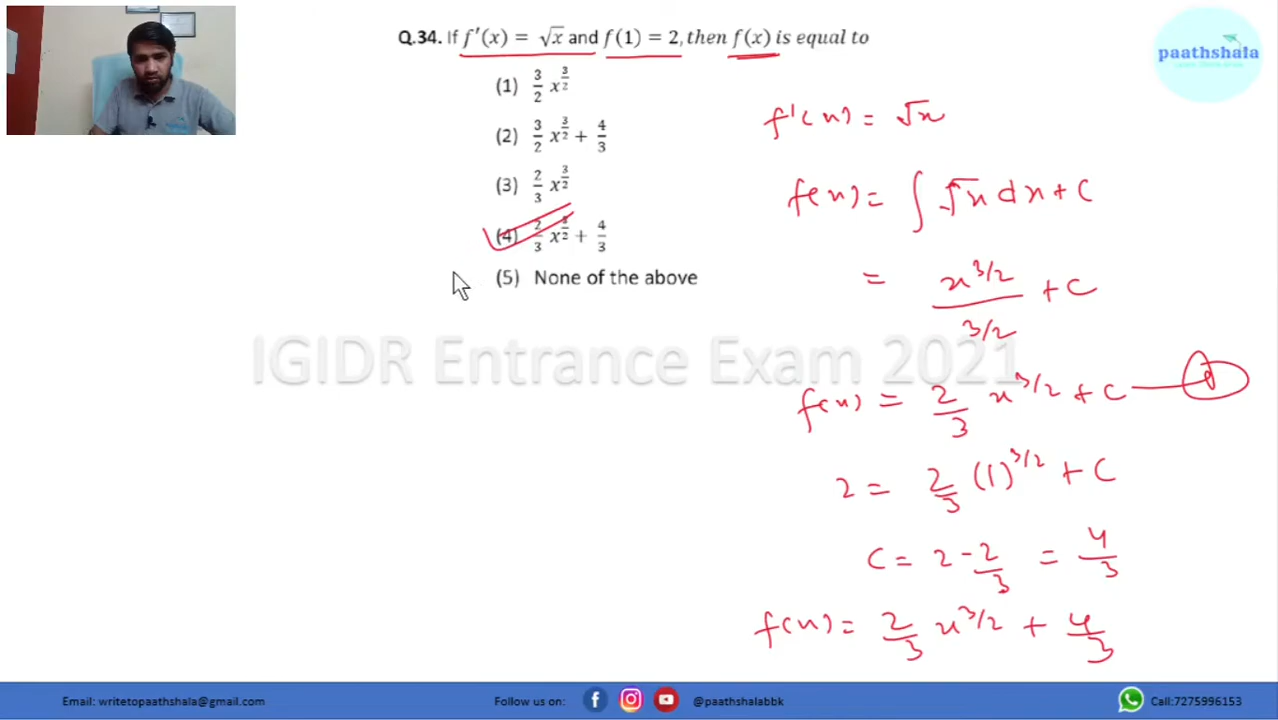 Q.34. If f′(x) = √x and f(1) = 2, then f(x) is equal to
(1) 3/2 x^3/2
(2) 3/2 x^3/2 + 4/3
(3) 2/3 x^3/2
(4) 2/3 x^3/2 + 4/3
(5) None of the above
paathshala
f'(x) = √x
f(x) = ∫ √x dx + C
= x^3/2 / 3/2 + C
f(x) = 2/3 x^3/2 + C
2 = 2/3 (1)^3/2 + C
C = 2 - 2/3 = 4/3
f(x) = 2/3 x^3/2 + 4/3
IGIDR Entrance Exam 2021
Email: writetopaathshala@gmail.com
Follow us on:
@paathshalabbk
Call:7275996153